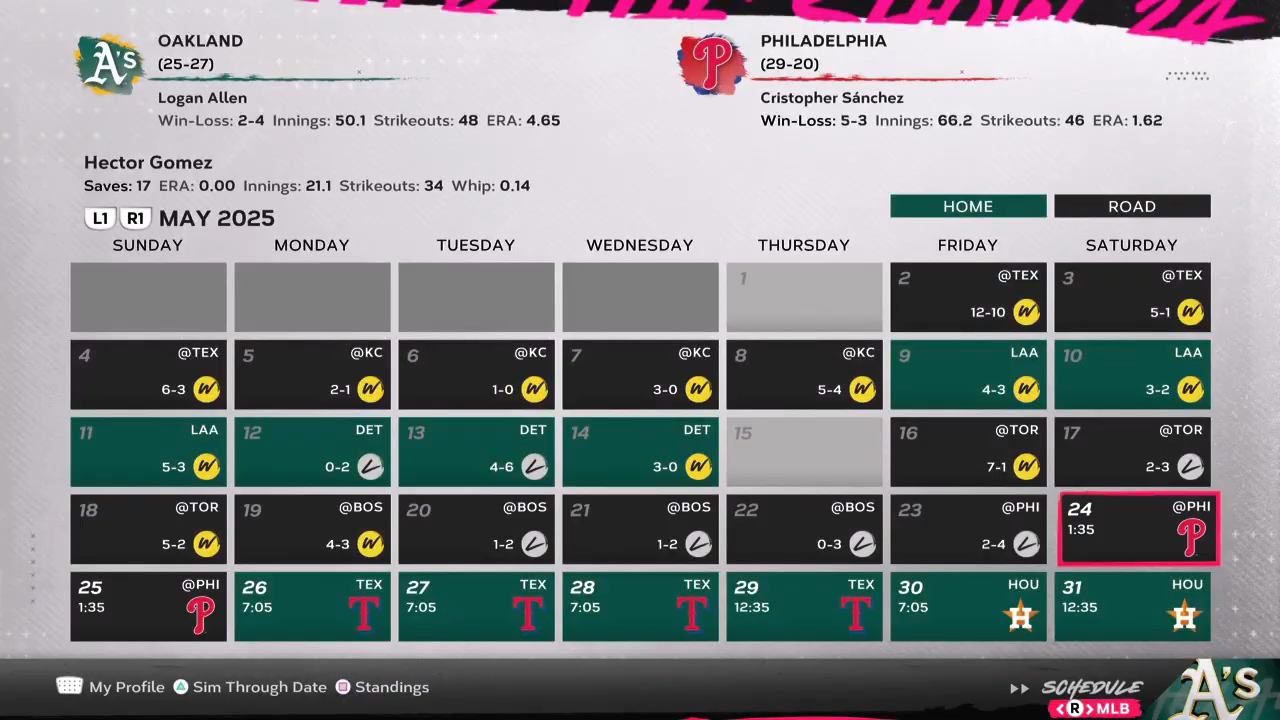 THE SHOW 24
OAKLAND
(25-27)
Logan Allen
Win-Loss: 2-4 Innings: 50.1 Strikeouts: 48 ERA: 4.65
PHILADELPHIA
(29-20)
Cristopher Sánchez
Win-Loss: 5-3 Innings: 66.2 Strikeouts: 46 ERA: 1.62
Hector Gomez
Saves: 17 ERA: 0.00 Innings: 21.1 Strikeouts: 34 Whip: 0.14
L1 R1 MAY 2025
HOME ROAD
SUNDAY MONDAY TUESDAY WEDNESDAY THURSDAY FRIDAY SATURDAY
1 2 @TEX 3 @TEX
12-10 W 5-1 W
4 @TEX 5 @KC 6 @KC 7 @KC 8 @KC 9 LAA 10 LAA
6-3 W 2-1 W 1-0 W 3-0 W 5-4 W 4-3 W 3-2 W
11 LAA 12 DET 13 DET 14 DET 15 16 @TOR 17 @TOR
5-3 W 0-2 L 4-6 L 3-0 W 7-1 W 2-3 L
18 @TOR 19 @BOS 20 @BOS 21 @BOS 22 @BOS 23 @PHI 24 @PHI
1:35 P
5-2 W 4-3 W 1-2 L 1-2 L 0-3 L 2-4 L
25 @PHI 26 TEX 27 TEX 28 TEX 29 TEX 30 HOU 31 HOU
1:35 P 7:05 T 7:05 T 7:05 T 12:35 T 7:05 H 12:35 H
My Profile Sim Through Date Standings
SCHEDULE
R MLB
A's